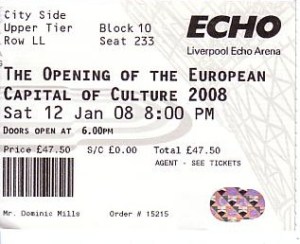 City Side
Upper Tier Block 10
Row LL Seat 233
ECHO
Liverpool Echo Arena
The Opening of the European
Capital of Culture 2008
Sat 12 Jan 08 8:00 PM
Doors open at 6.00pm
Price £47.50 S/C £0.00 Total £47.50
AGENT - SEE TICKETS
Mr. Dominic Mills Order # 15215